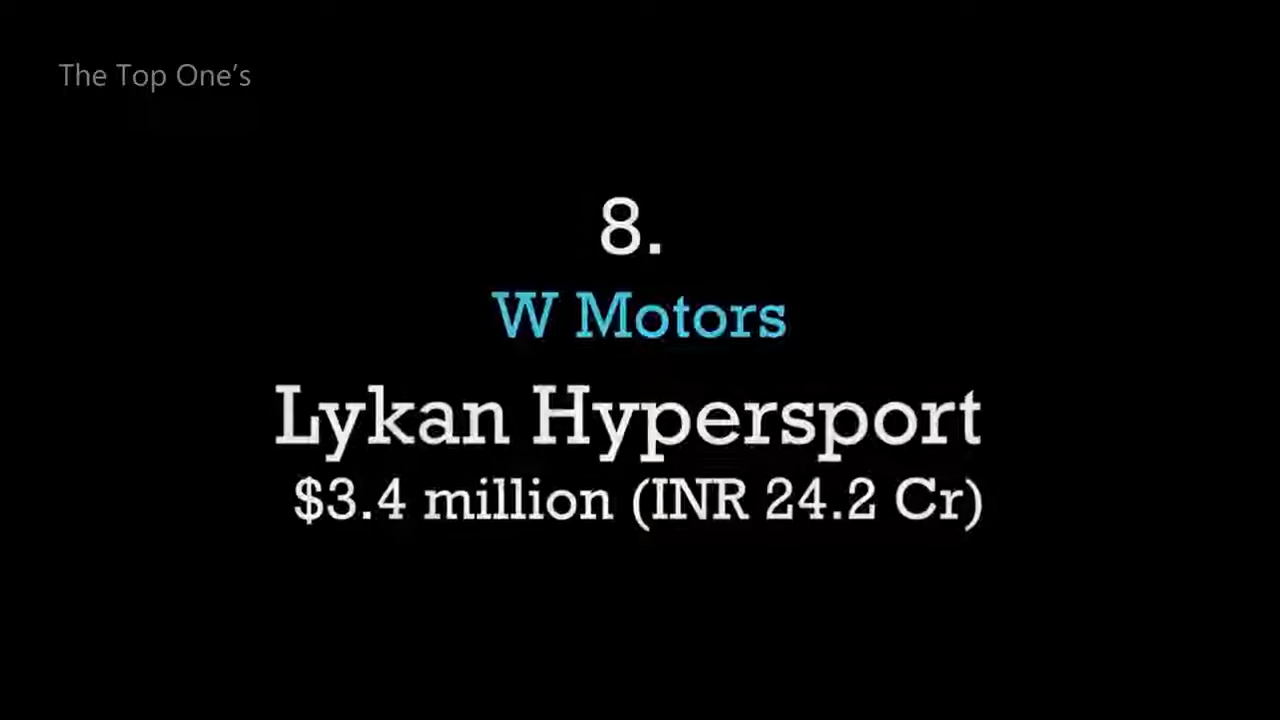 The Top One’s
8.
W Motors
Lykan Hypersport
$3.4 million (INR 24.2 Cr)